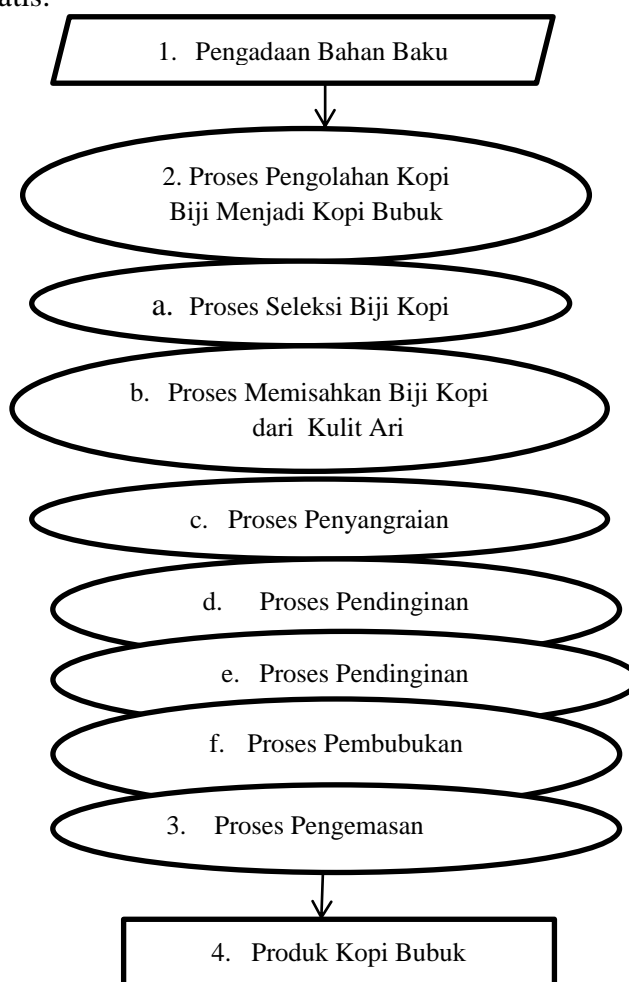 1. Pengadaan Bahan Baku
2. Proses Pengolahan Kopi
Biji Menjadi Kopi Bubuk
a. Proses Seleksi Biji Kopi
b. Proses Memisahkan Biji Kopi
dari Kulit Ari
c. Proses Penyangraian
d. Proses Pendinginan
e. Proses Pendinginan
f. Proses Pembubukan
3. Proses Pengemasan
4. Produk Kopi Bubuk